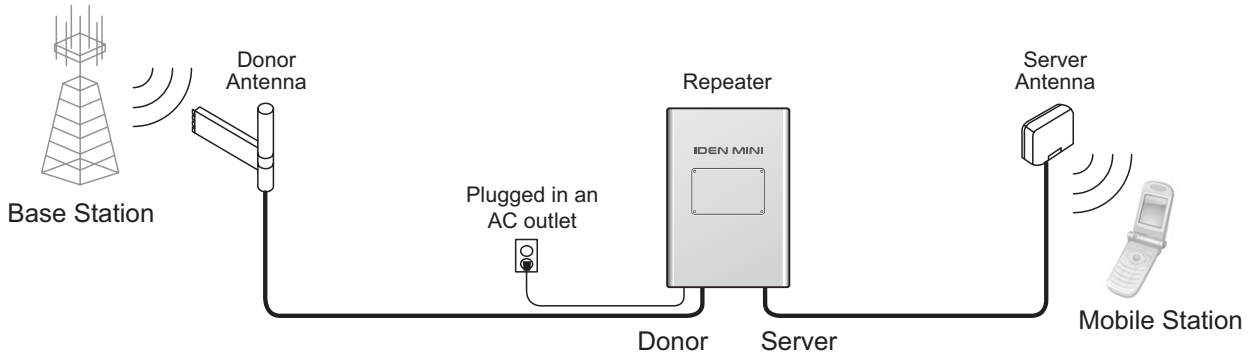 Donor
Antenna
Base Station
Plugged in an
AC outlet
Repeater
IDEN MINI
Donor
Server
Server
Antenna
Mobile Station